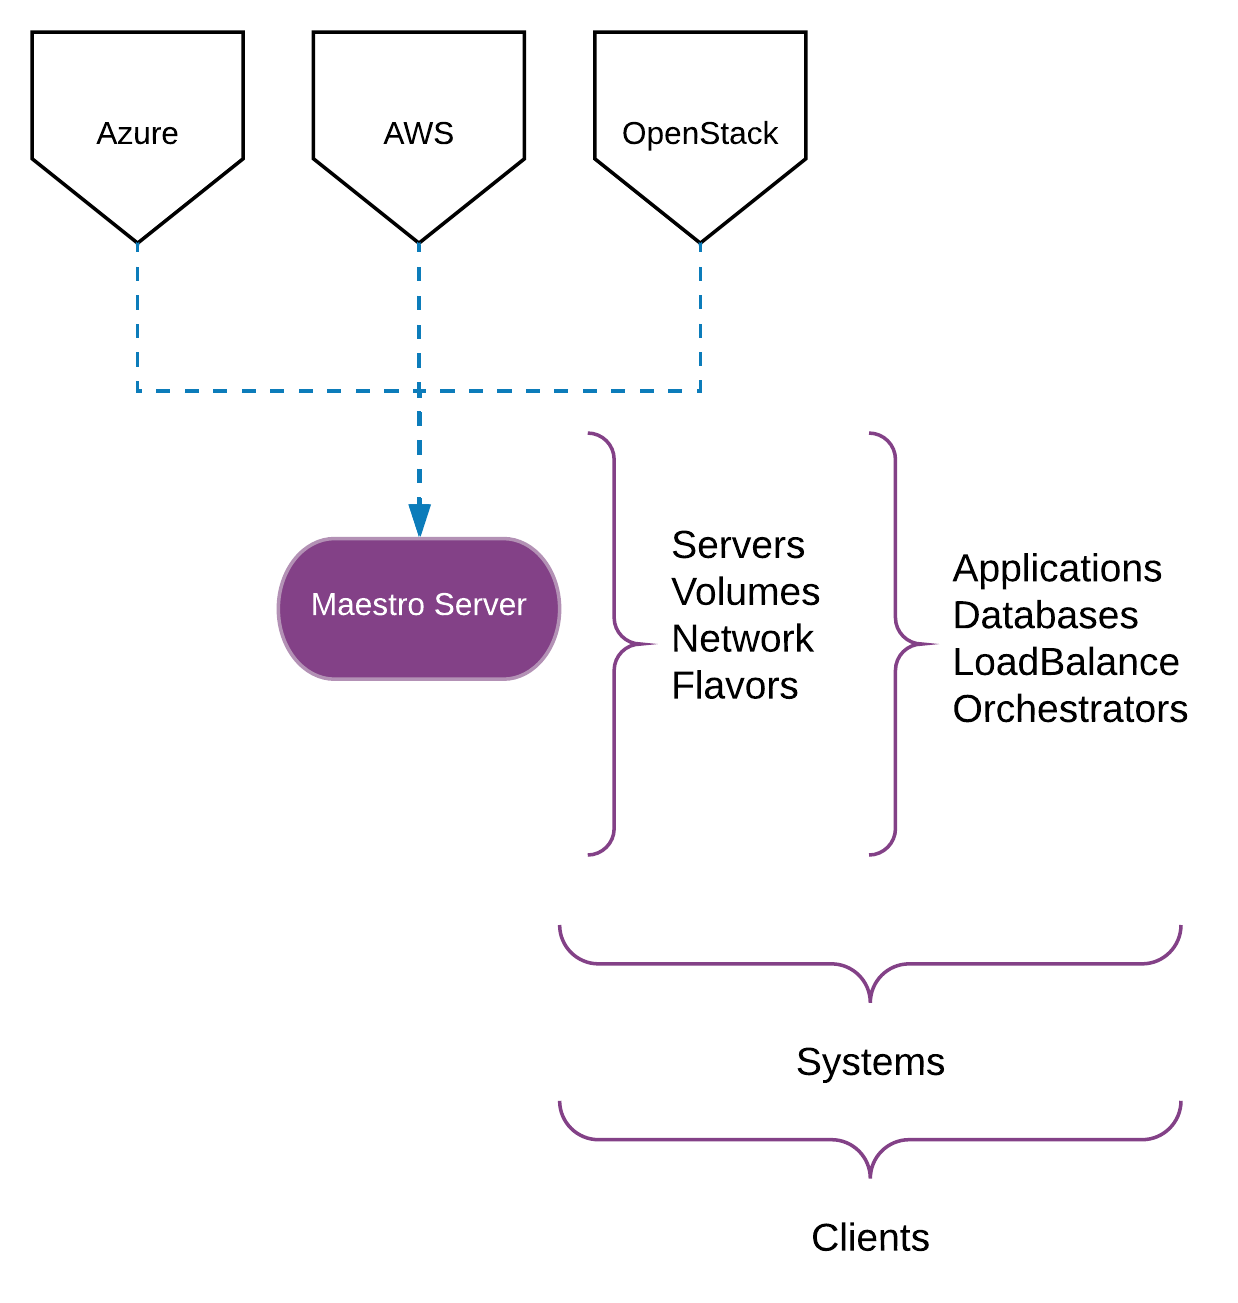 Azure
AWS
OpenStack
Maestro Server
Servers
Volumes
Network
Flavors
Applications
Databases
LoadBalance
Orchestrators
Systems
Clients